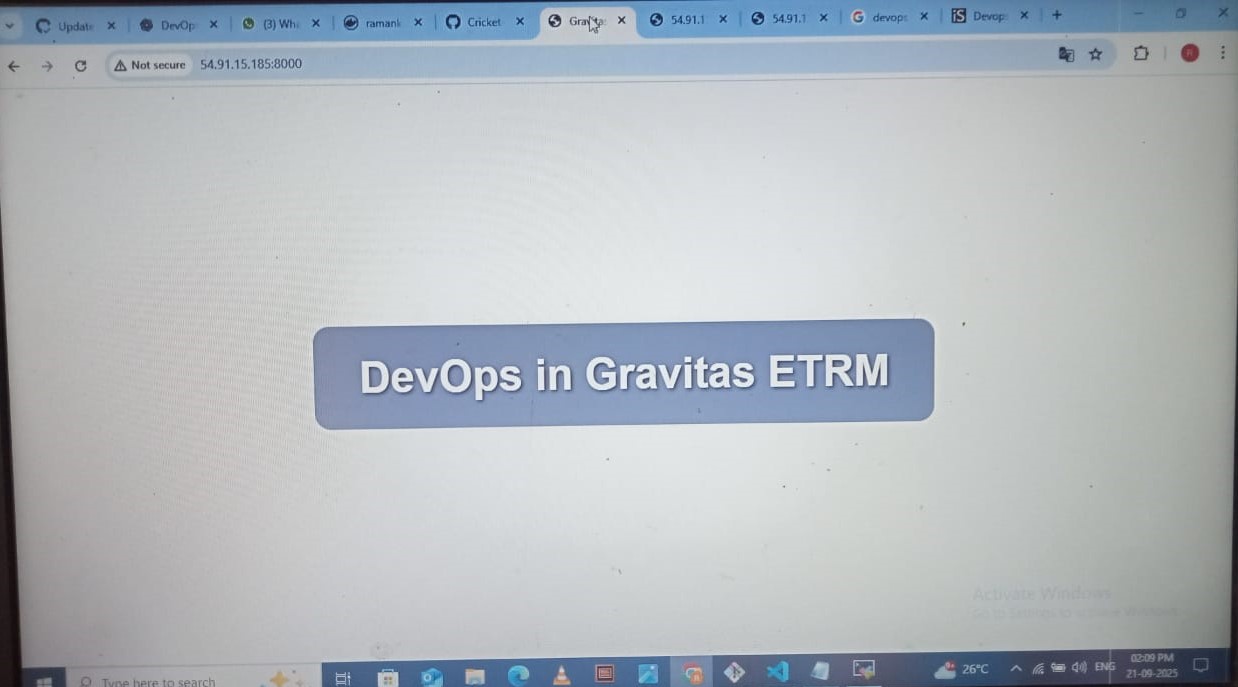 Update DevOp (3) Wh ramank Cricket Gravitas 54.91.1 54.91.1 devops Devop
Not secure 54.91.15.185:8000
DevOps in Gravitas ETRM
Activate Windows
Go to Settings to activate Windows.
Type here to search
26°C ENG 02:09 PM
21-09-2025